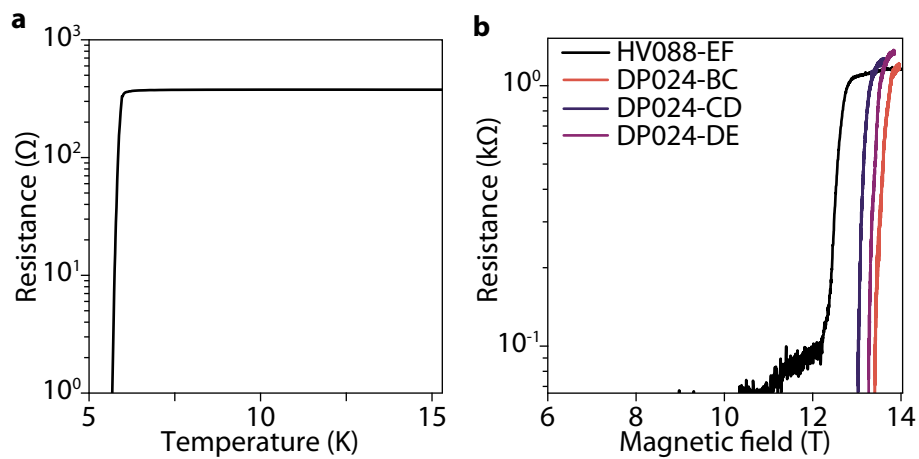 a
10³
10²
10¹
10⁰
Resistance (Ω)
5
10
15
Temperature (K)
b
HV088-EF
DP024-BC
DP024-CD
DP024-DE
10⁰
10⁻¹
Resistance (kΩ)
6
8
10
12
14
Magnetic field (T)